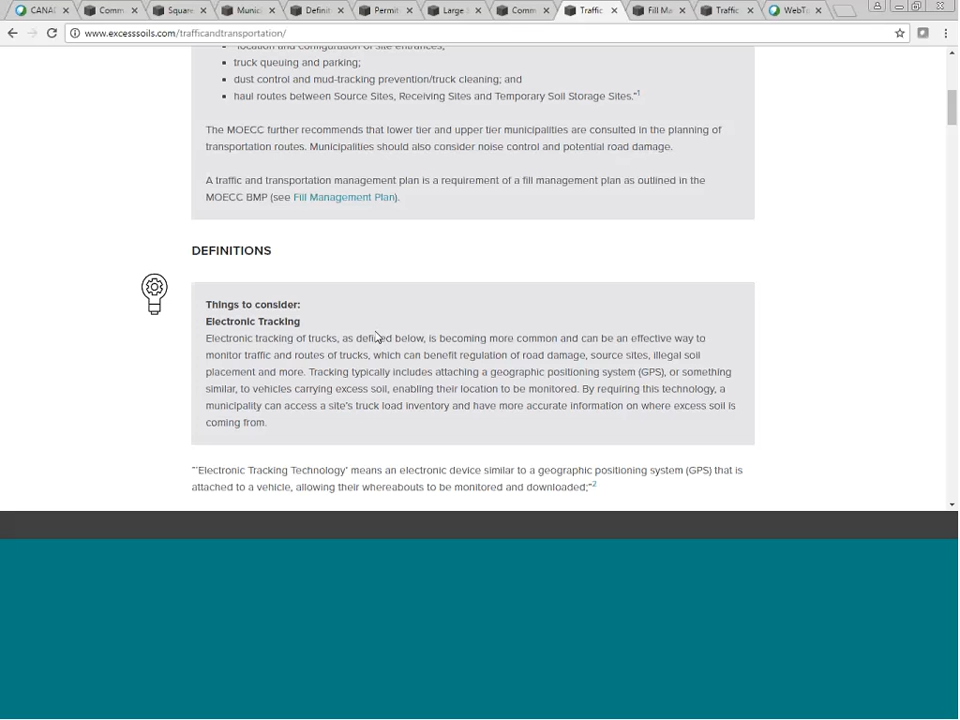 CANA
Comm
Square
Munici
Definit
Permit
Large
Comm
Traffic
Fill Ma
Traffic
WebT
www.excesssoils.com/trafficandtransportation/
location and configuration of site entrances;
truck queuing and parking;
dust control and mud-tracking prevention/truck cleaning; and
haul routes between Source Sites, Receiving Sites and Temporary Soil Storage Sites."1
The MOECC further recommends that lower tier and upper tier municipalities are consulted in the planning of
transportation routes. Municipalities should also consider noise control and potential road damage.
A traffic and transportation management plan is a requirement of a fill management plan as outlined in the
MOECC BMP (see Fill Management Plan).
DEFINITIONS
Things to consider:
Electronic Tracking
Electronic tracking of trucks, as defined below, is becoming more common and can be an effective way to
monitor traffic and routes of trucks, which can benefit regulation of road damage, source sites, illegal soil
placement and more. Tracking typically includes attaching a geographic positioning system (GPS), or something
similar, to vehicles carrying excess soil, enabling their location to be monitored. By requiring this technology, a
municipality can access a site's truck load inventory and have more accurate information on where excess soil is
coming from.
"'Electronic Tracking Technology' means an electronic device similar to a geographic positioning system (GPS) that is
attached to a vehicle, allowing their whereabouts to be monitored and downloaded;"2